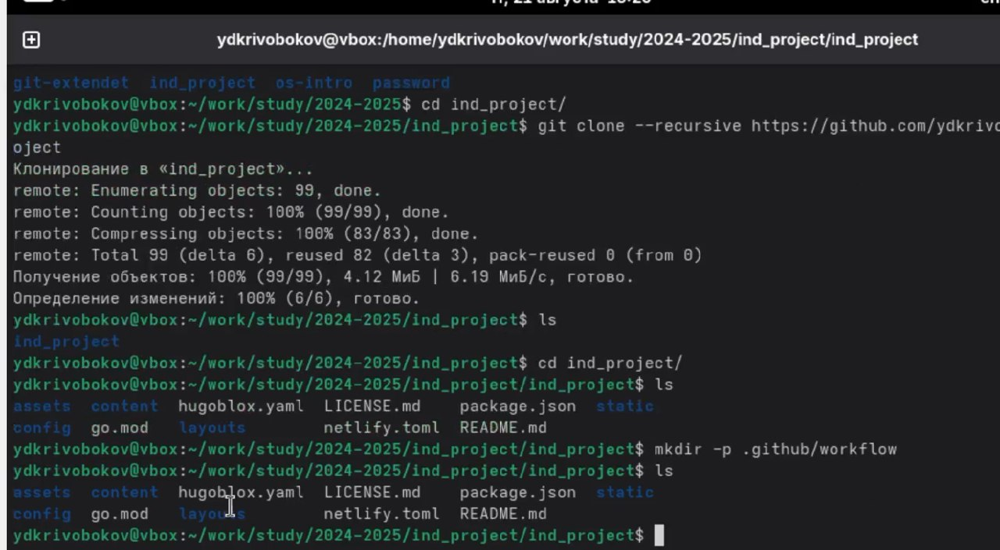 ydkrivobokov@vbox:/home/ydkrivobokov/work/study/2024-2025/ind_project/ind_project
git-extendet  ind_project  os-intro  password
ydkrivobokov@vbox:~/work/study/2024-2025$ cd ind_project/
ydkrivobokov@vbox:~/work/study/2024-2025/ind_project$ git clone --recursive https://github.com/ydkrivo
oject
Клонирование в «ind_project»...
remote: Enumerating objects: 99, done.
remote: Counting objects: 100% (99/99), done.
remote: Compressing objects: 100% (83/83), done.
remote: Total 99 (delta 6), reused 82 (delta 3), pack-reused 0 (from 0)
Получение объектов: 100% (99/99), 4.12 МиБ | 6.19 МиБ/с, готово.
Определение изменений: 100% (6/6), готово.
ydkrivobokov@vbox:~/work/study/2024-2025/ind_project$ ls
ind_project
ydkrivobokov@vbox:~/work/study/2024-2025/ind_project$ cd ind_project/
ydkrivobokov@vbox:~/work/study/2024-2025/ind_project/ind_project$ ls
assets  content  hugoblox.yaml  LICENSE.md  package.json  static
config  go.mod  layouts  netlify.toml  README.md
ydkrivobokov@vbox:~/work/study/2024-2025/ind_project/ind_project$ mkdir -p .github/workflow
ydkrivobokov@vbox:~/work/study/2024-2025/ind_project/ind_project$ ls
assets  content  hugoblox.yaml  LICENSE.md  package.json  static
config  go.mod  layouts  netlify.toml  README.md
ydkrivobokov@vbox:~/work/study/2024-2025/ind_project/ind_project$